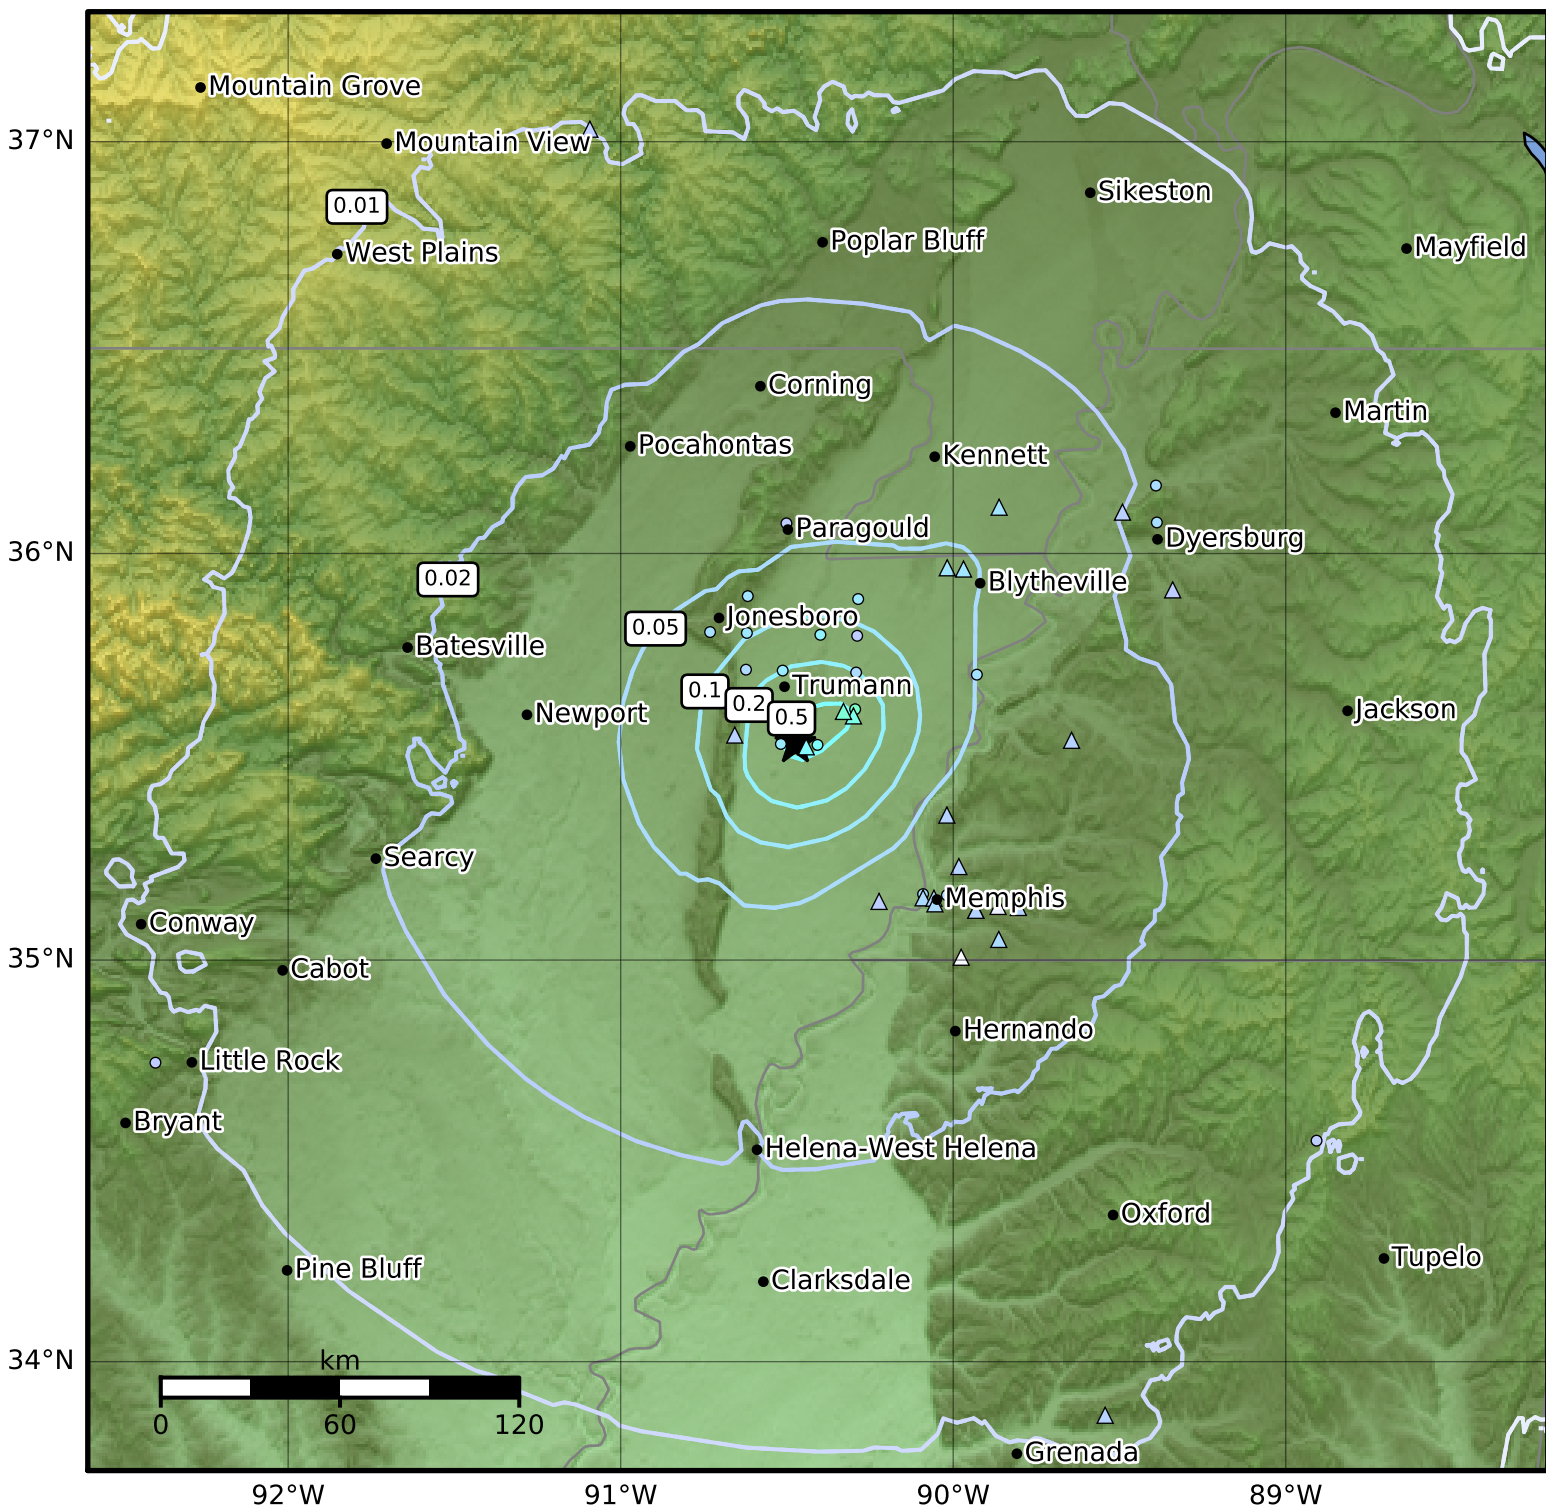 Mountain Grove
37°N
Mountain View
Sikeston
0.01
Poplar Bluff
Mayfield
West Plains
Corning
Martin
Pocahontas
Kennett
Paragould
Dyersburg
36°N
0.02
Blytheville
Jonesboro
0.05
Batesville
Trumann
0.1
0.2
Newport
0.5
Jackson
Searcy
Memphis
Conway
35°N
Cabot
Hernando
Little Rock
Bryant
Helena-West Helena
Oxford
Tupelo
Pine Bluff
Clarksdale
34°N
km
0 60 120
Grenada
92°W 91°W 90°W 89°W